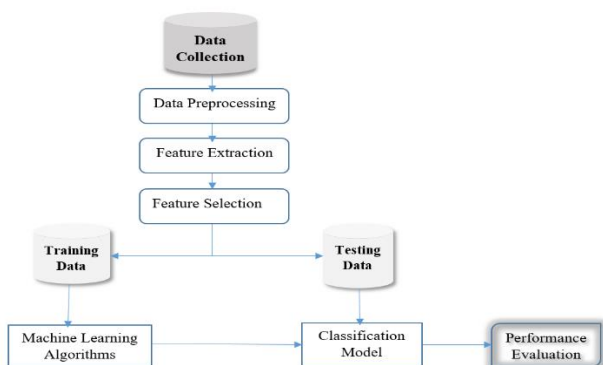 Data
Collection
Data Preprocessing
Feature Extraction
Feature Selection
Training
Data
Testing
Data
Machine Learning
Algorithms
Classification
Model
Performance
Evaluation